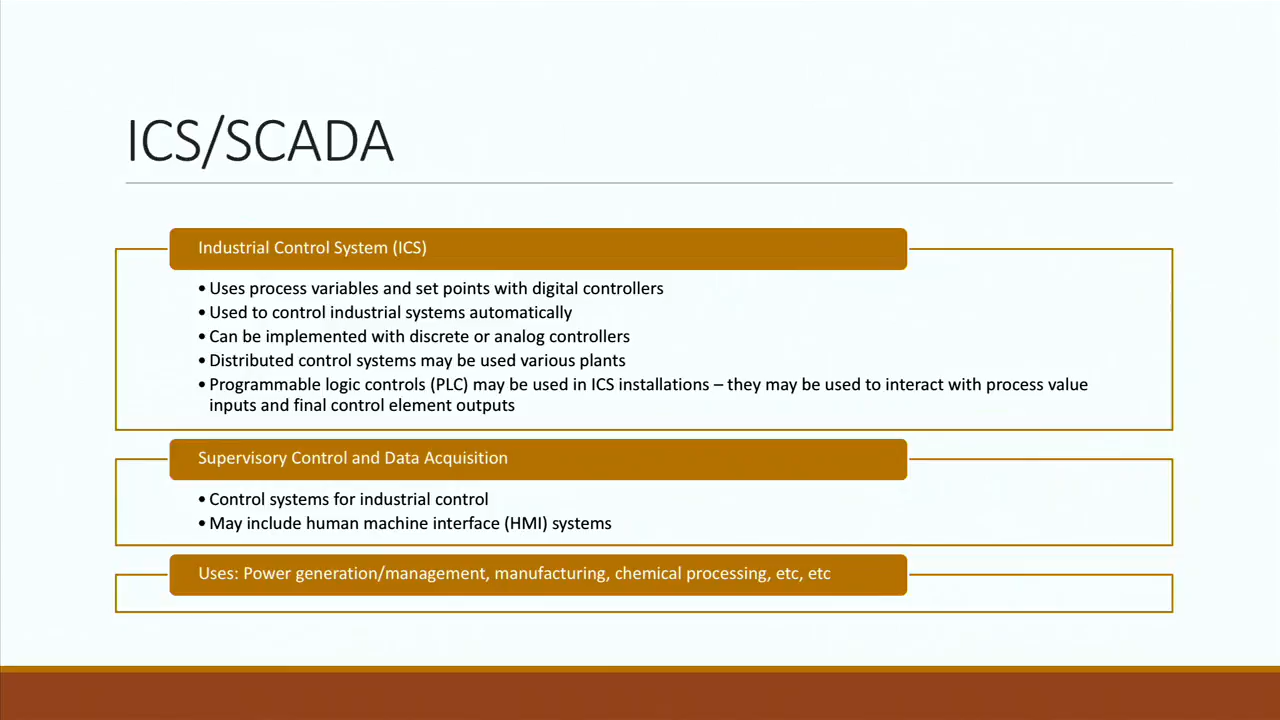 ICS/SCADA
Industrial Control System (ICS)
• Uses process variables and set points with digital controllers
• Used to control industrial systems automatically
• Can be implemented with discrete or analog controllers
• Distributed control systems may be used various plants
• Programmable logic controls (PLC) may be used in ICS installations – they may be used to interact with process value
inputs and final control element outputs
Supervisory Control and Data Acquisition
• Control systems for industrial control
• May include human machine interface (HMI) systems
Uses: Power generation/management, manufacturing, chemical processing, etc, etc